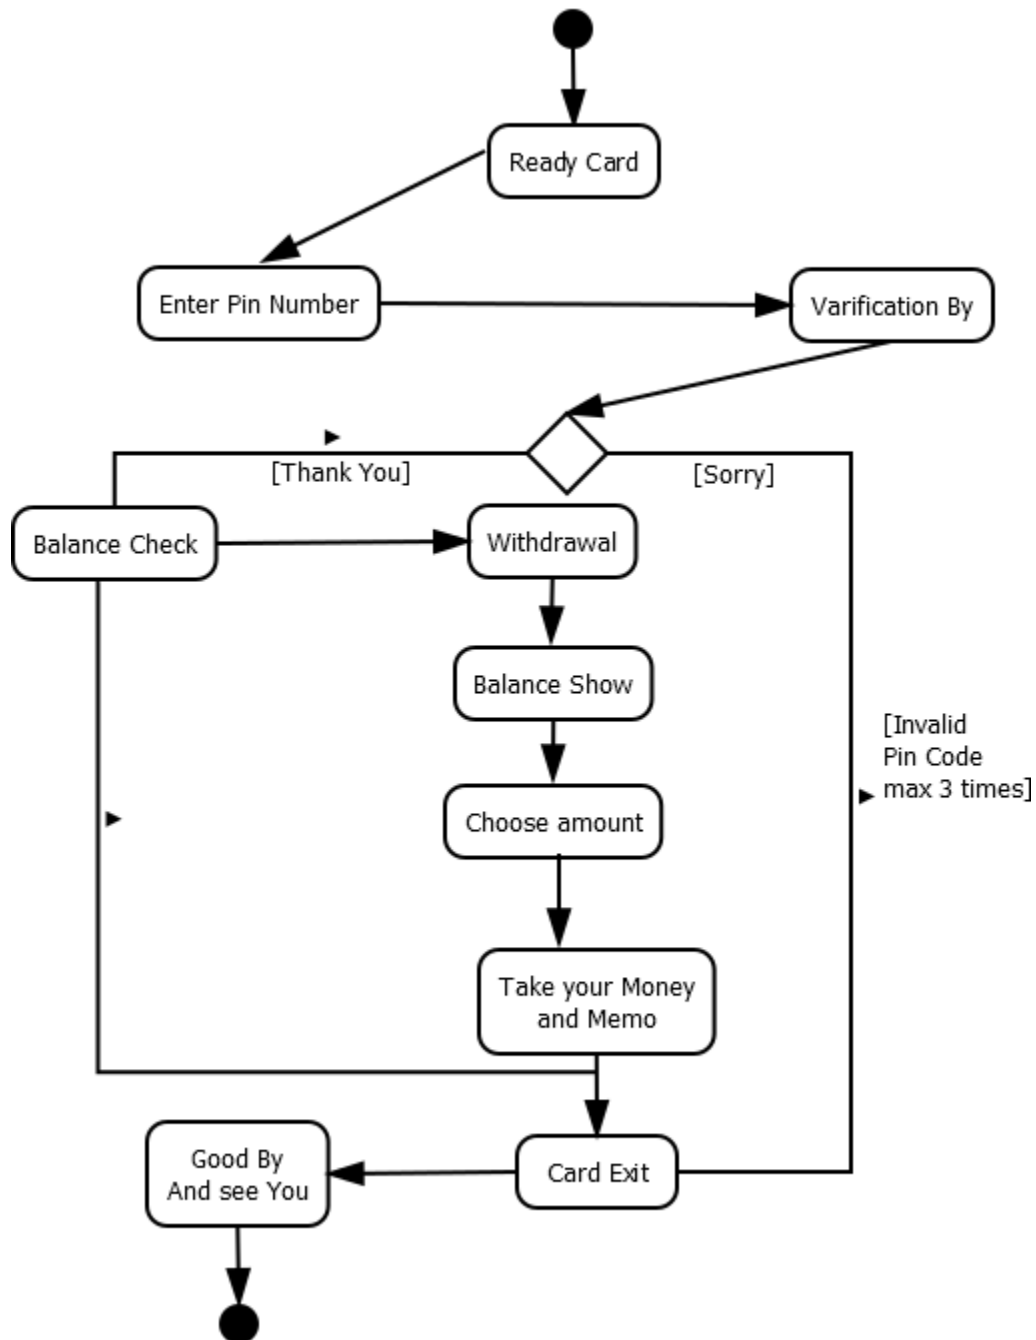 Ready Card
Enter Pin Number
Varification By
[Thank You]
[Sorry]
Balance Check
Withdrawal
Balance Show
[Invalid
Pin Code
max 3 times]
Choose amount
Take your Money
and Memo
Good By
And see You
Card Exit